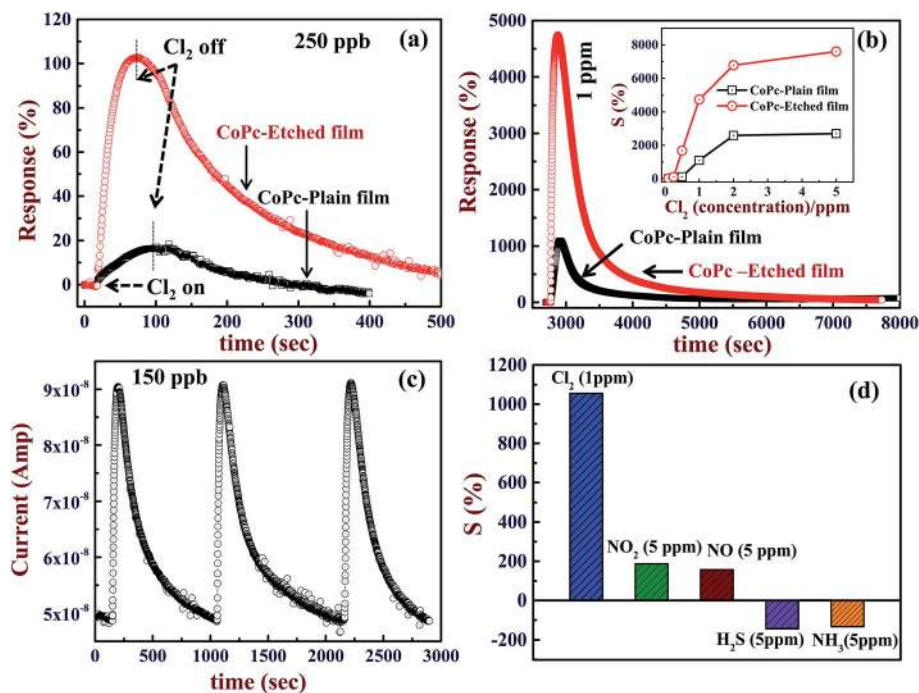 120
100
80
60
40
20
0
Response (%)
Cl2 off
250 ppb
(a)
CoPc-Etched film
CoPc-Plain film
Cl2 on
0 100 200 300 400 500
time (sec)
5000
4000
3000
2000
1000
0
Response (%)
1 ppm
(b)
8000
6000
4000
2000
0
S (%)
CoPc-Plain film
CoPc-Etched film
0 1 2 3 4 5
Cl2 (concentration)/ppm
CoPc-Plain film
CoPc –Etched film
3000 4000 5000 6000 7000 8000
time (sec)
9x10-8
8x10-8
7x10-8
6x10-8
5x10-8
Current (Amp)
150 ppb
(c)
0 500 1000 1500 2000 2500 3000
time (sec)
1200
1000
800
600
400
200
0
-200
S (%)
Cl2 (1ppm)
(d)
NO2 (5 ppm)
NO (5 ppm)
H2S (5ppm)
NH3(5ppm)